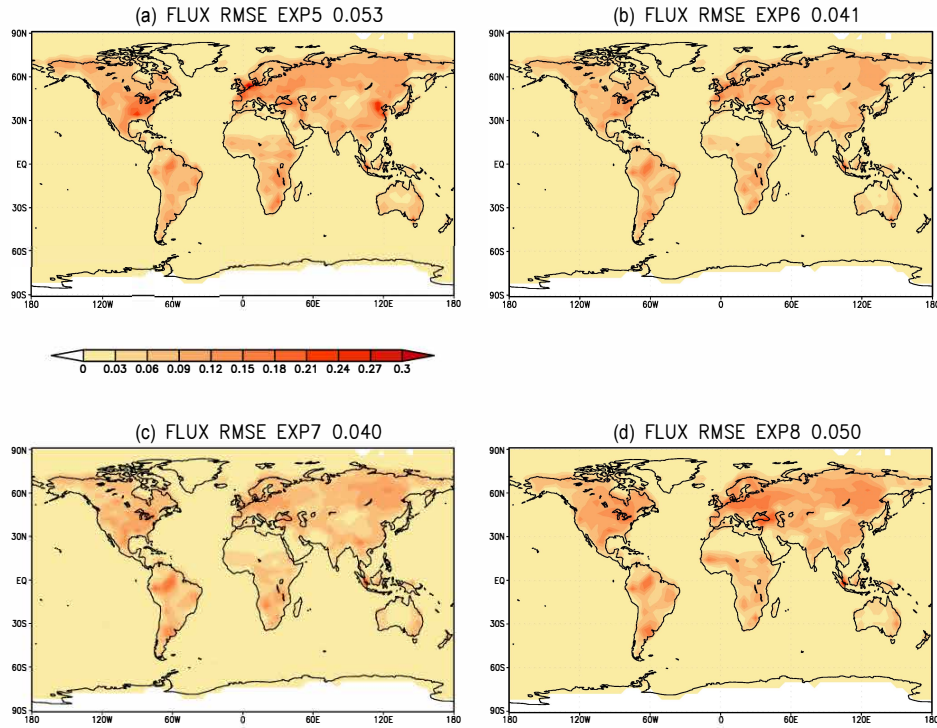 (a) FLUX RMSE EXP5 0.053
(b) FLUX RMSE EXP6 0.041
90N
60N
30N
EQ
30S
60S
90S
180 120W 60W 0 60E 120E 180
90N
60N
30N
EQ
30S
60S
90S
180 120W 60W 0 60E 120E 180
0 0.03 0.06 0.09 0.12 0.15 0.18 0.21 0.24 0.27 0.3
(c) FLUX RMSE EXP7 0.040
(d) FLUX RMSE EXP8 0.050
90N
60N
30N
EQ
30S
60S
90S
180 120W 60W 0 60E 120E 180
90N
60N
30N
EQ
30S
60S
90S
180 120W 60W 0 60E 120E 180